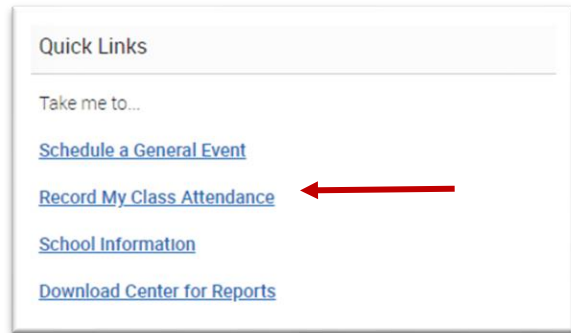 Quick Links
Take me to...
Schedule a General Event
Record My Class Attendance
School Information
Download Center for Reports